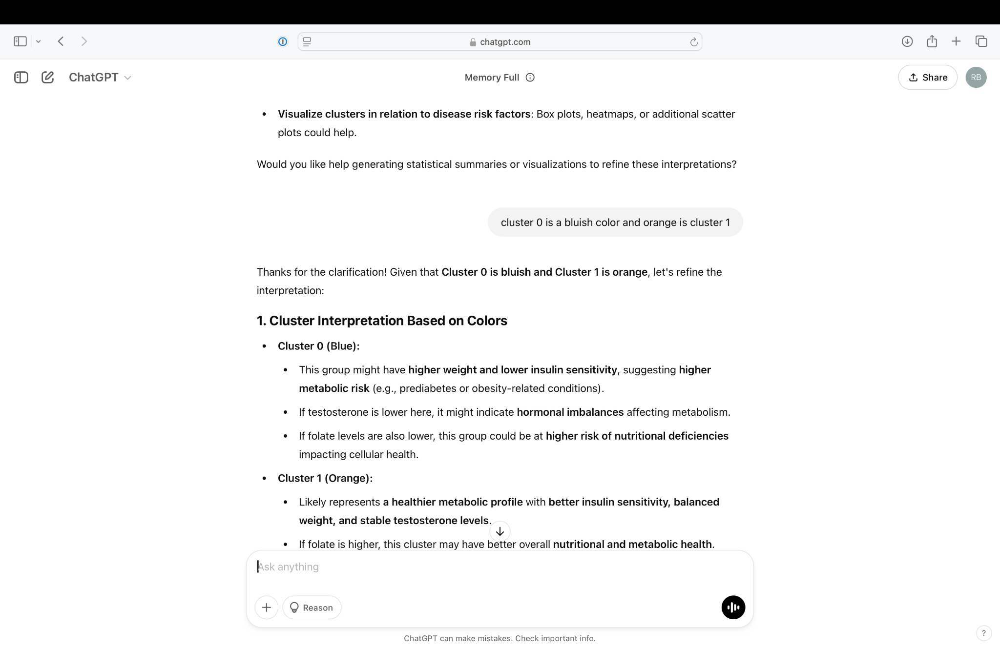 chatgpt.com
ChatGPT
Memory Full
Share
RB
• Visualize clusters in relation to disease risk factors: Box plots, heatmaps, or additional scatter
plots could help.
Would you like help generating statistical summaries or visualizations to refine these interpretations?
cluster 0 is a bluish color and orange is cluster 1
Thanks for the clarification! Given that Cluster 0 is bluish and Cluster 1 is orange, let's refine the
interpretation:
1. Cluster Interpretation Based on Colors
• Cluster 0 (Blue):
• This group might have higher weight and lower insulin sensitivity, suggesting higher
metabolic risk (e.g., prediabetes or obesity-related conditions).
• If testosterone is lower here, it might indicate hormonal imbalances affecting metabolism.
• If folate levels are also lower, this group could be at higher risk of nutritional deficiencies
impacting cellular health.
• Cluster 1 (Orange):
• Likely represents a healthier metabolic profile with better insulin sensitivity, balanced
weight, and stable testosterone levels.
• If folate is higher, this cluster may have better overall nutritional and metabolic health.
Ask anything
Reason
ChatGPT can make mistakes. Check important info.
?